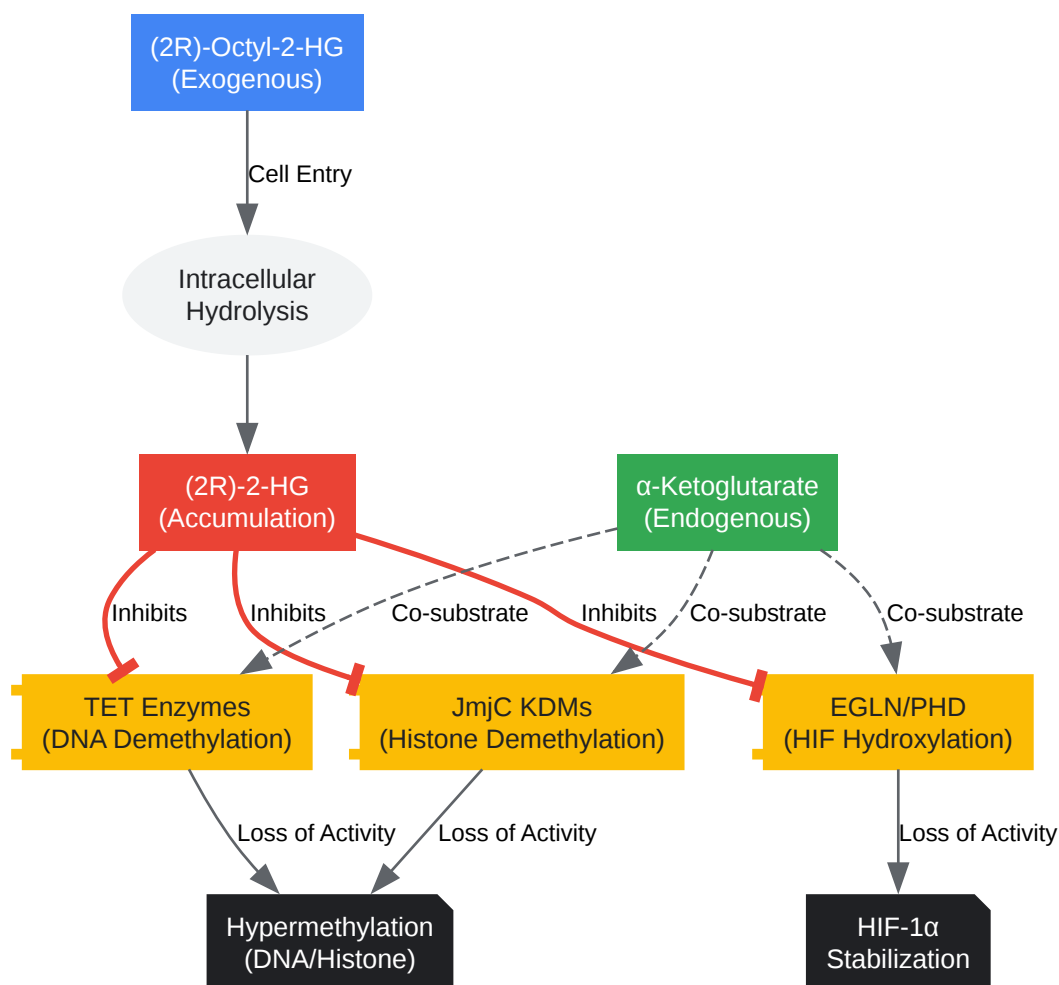 (2R)-Octyl-2-HG
(Exogenous)
Cell Entry
Intracellular
Hydrolysis
(2R)-2-HG
(Accumulation)
α-Ketoglutarate
(Endogenous)
Inhibits
Inhibits
Co-substrate
Inhibits
Co-substrate
Co-substrate
TET Enzymes
(DNA Demethylation)
JmjC KDMs
(Histone Demethylation)
EGLN/PHD
(HIF Hydroxylation)
Loss of Activity
Loss of Activity
Loss of Activity
Hypermethylation
(DNA/Histone)
HIF-1α
Stabilization